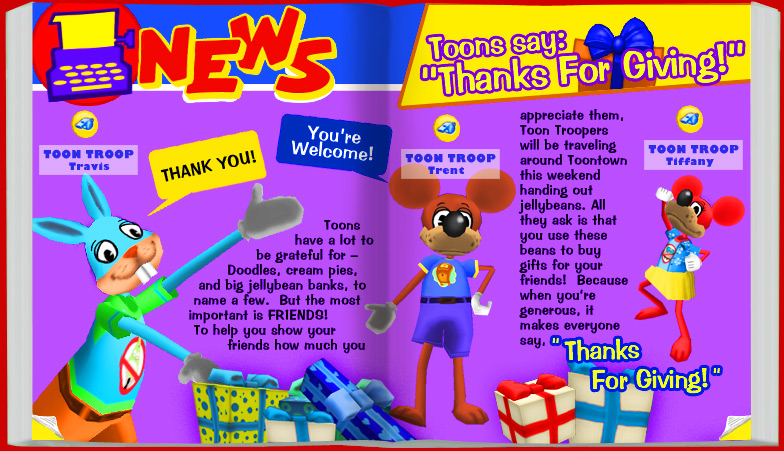 NEWS
Toons say:
"Thanks For Giving!"
TOON TROOP
Travis
THANK YOU!
You're
Welcome!
TOON TROOP
Trent
TOON TROOP
Tiffany
Toons
have a lot to
be grateful for –
Doodles, cream pies,
and big jellybean banks, to
name a few. But the most
important is FRIENDS!
To help you show your
friends how much you
appreciate them,
Toon Troopers
will be traveling
around Toontown
this weekend
handing out
jellybeans. All
they ask is that
you use these
beans to buy
gifts for your
friends! Because
when you're
generous, it
makes everyone
say, "Thanks
For Giving!"